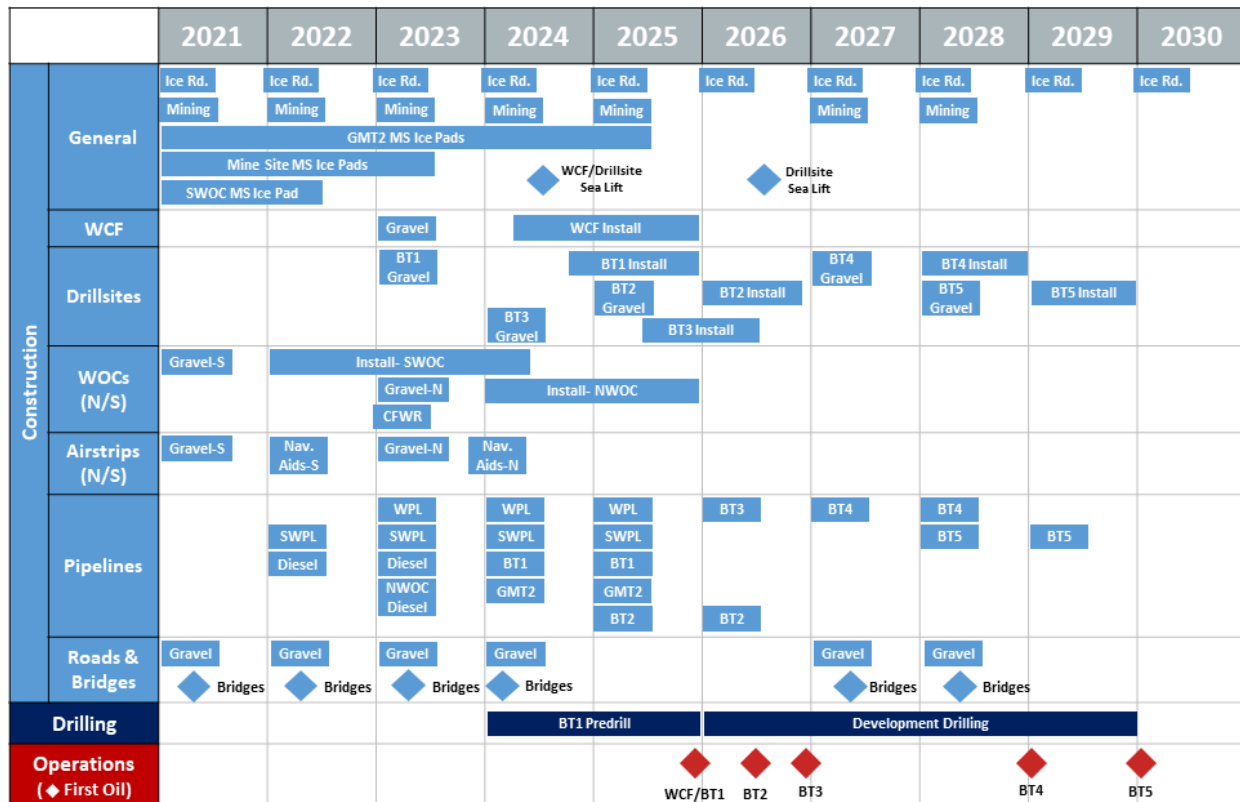 2021 2022 2023 2024 2025 2026 2027 2028 2029 2030
Construction
General
Ice Rd. Ice Rd. Ice Rd. Ice Rd. Ice Rd. Ice Rd. Ice Rd. Ice Rd. Ice Rd. Ice Rd.
Mining Mining Mining Mining Mining Mining Mining
GMT2 MS Ice Pads
Mine Site MS Ice Pads
WCF/Drillsite
Sea Lift
Drillsite
Sea Lift
SWOC MS Ice Pad
WCF
Gravel WCF Install
Drillsites
BT1
Gravel
BT1 Install
BT4
Gravel
BT4 Install
BT2
Gravel
BT2 Install
BT5
Gravel
BT5 Install
BT3
Gravel
BT3 Install
WOCs
(N/S)
Gravel-S Install- SWOC
Gravel-N Install- NWOC
CFWR
Airstrips
(N/S)
Gravel-S
Nav.
Aids-S
Gravel-N
Nav.
Aids-N
Pipelines
WPL WPL WPL BT3 BT4 BT4
SWPL SWPL SWPL SWPL BT5 BT5
Diesel Diesel BT1 BT1
NWOC
Diesel
GMT2 GMT2
BT2 BT2
Roads &
Bridges
Gravel Gravel Gravel Gravel Gravel Gravel
Bridges Bridges Bridges Bridges Bridges Bridges
Drilling
BT1 Predrill Development Drilling
Operations
(◆ First Oil)
WCF/BT1 BT2 BT3 BT4 BT5